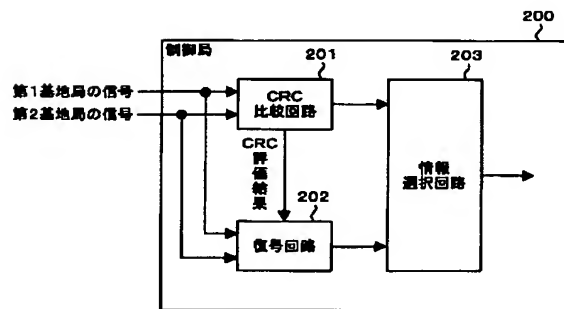 200
制御局
201
203
第1基地局の信号
第2基地局の信号
CRC
比較回路
CRC
評価結果
情報
選択回路
202
復号回路